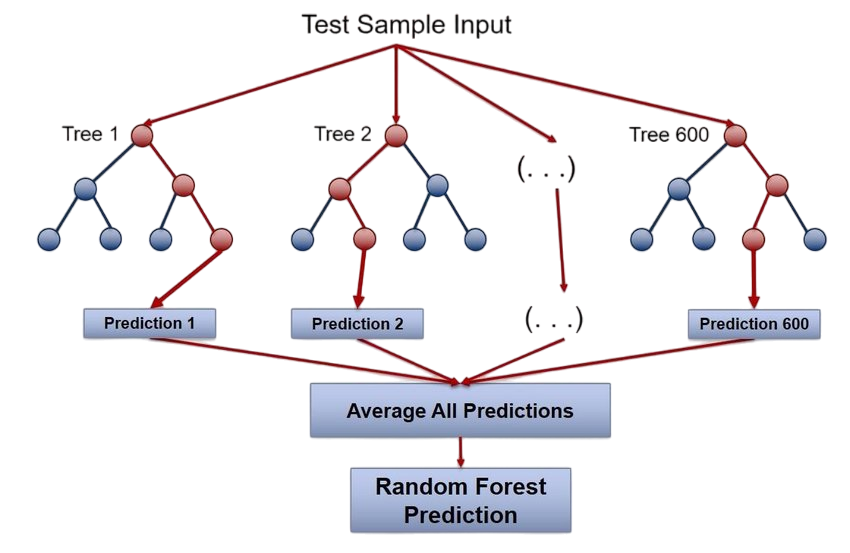 Test Sample Input
Tree 1
Tree 2
Tree 600
(. . .)
Prediction 1
Prediction 2
(. . .)
Prediction 600
Average All Predictions
Random Forest
Prediction